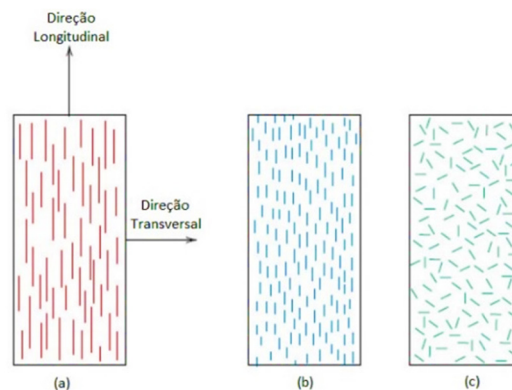 Direção
Longitudinal
Direção
Transversal
(a)
(b)
(c)